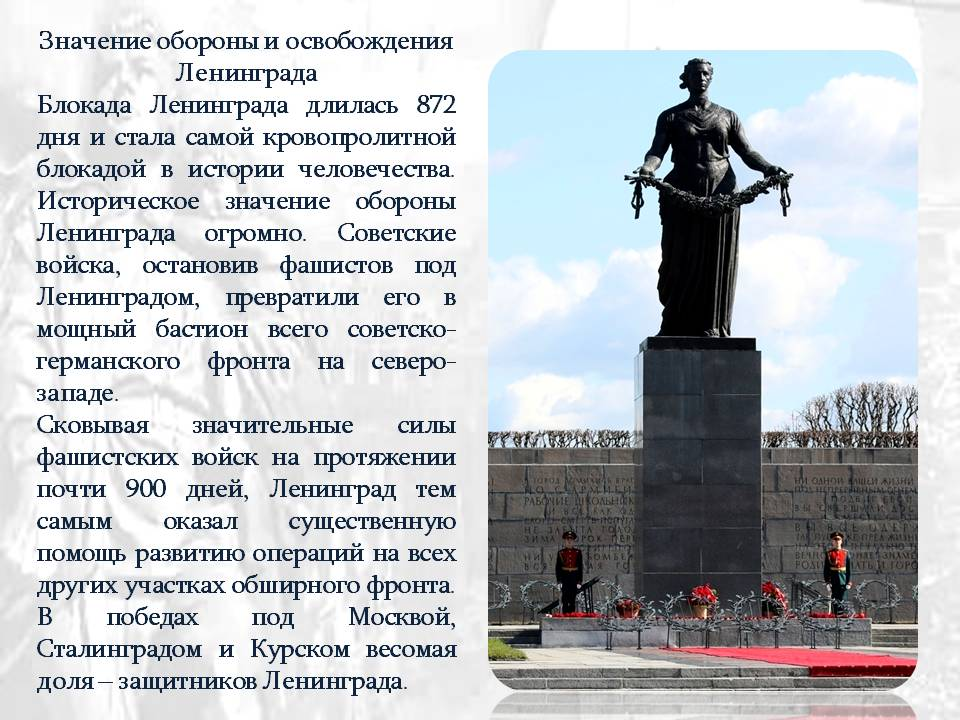 Значение обороны и освобождения
Ленинграда
Блокада Ленинграда длилась 872
дня и стала самой кровопролитной
блокадой в истории человечества.
Историческое значение обороны
Ленинграда огромно. Советские
войска, остановив фашистов под
Ленинградом, превратили его в
мощный бастион всего советско-
германского фронта на северо-
западе.
Сковывая значительные силы
фашистских войск на протяжении
почти 900 дней, Ленинград тем
самым оказал существенную
помощь развитию операций на всех
других участках обширного фронта.
В победах под Москвой,
Сталинградом и Курском весомая
доля – защитников Ленинграда.